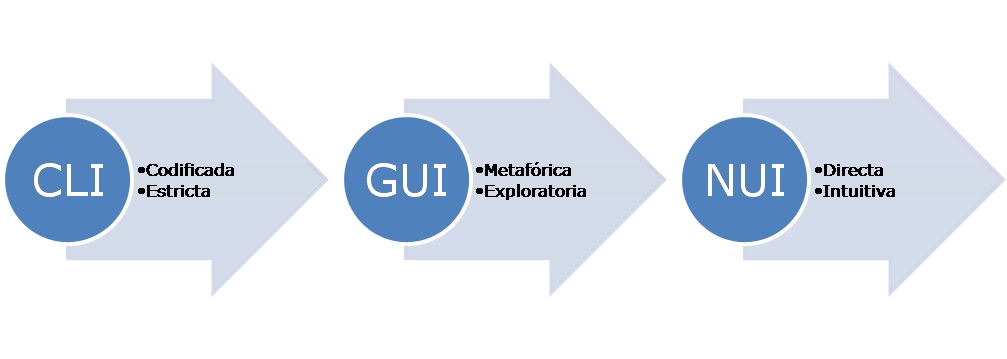 CLI
•Codificada
•Estricta
GUI
•Metafórica
•Exploratoria
NUI
•Directa
•Intuitiva